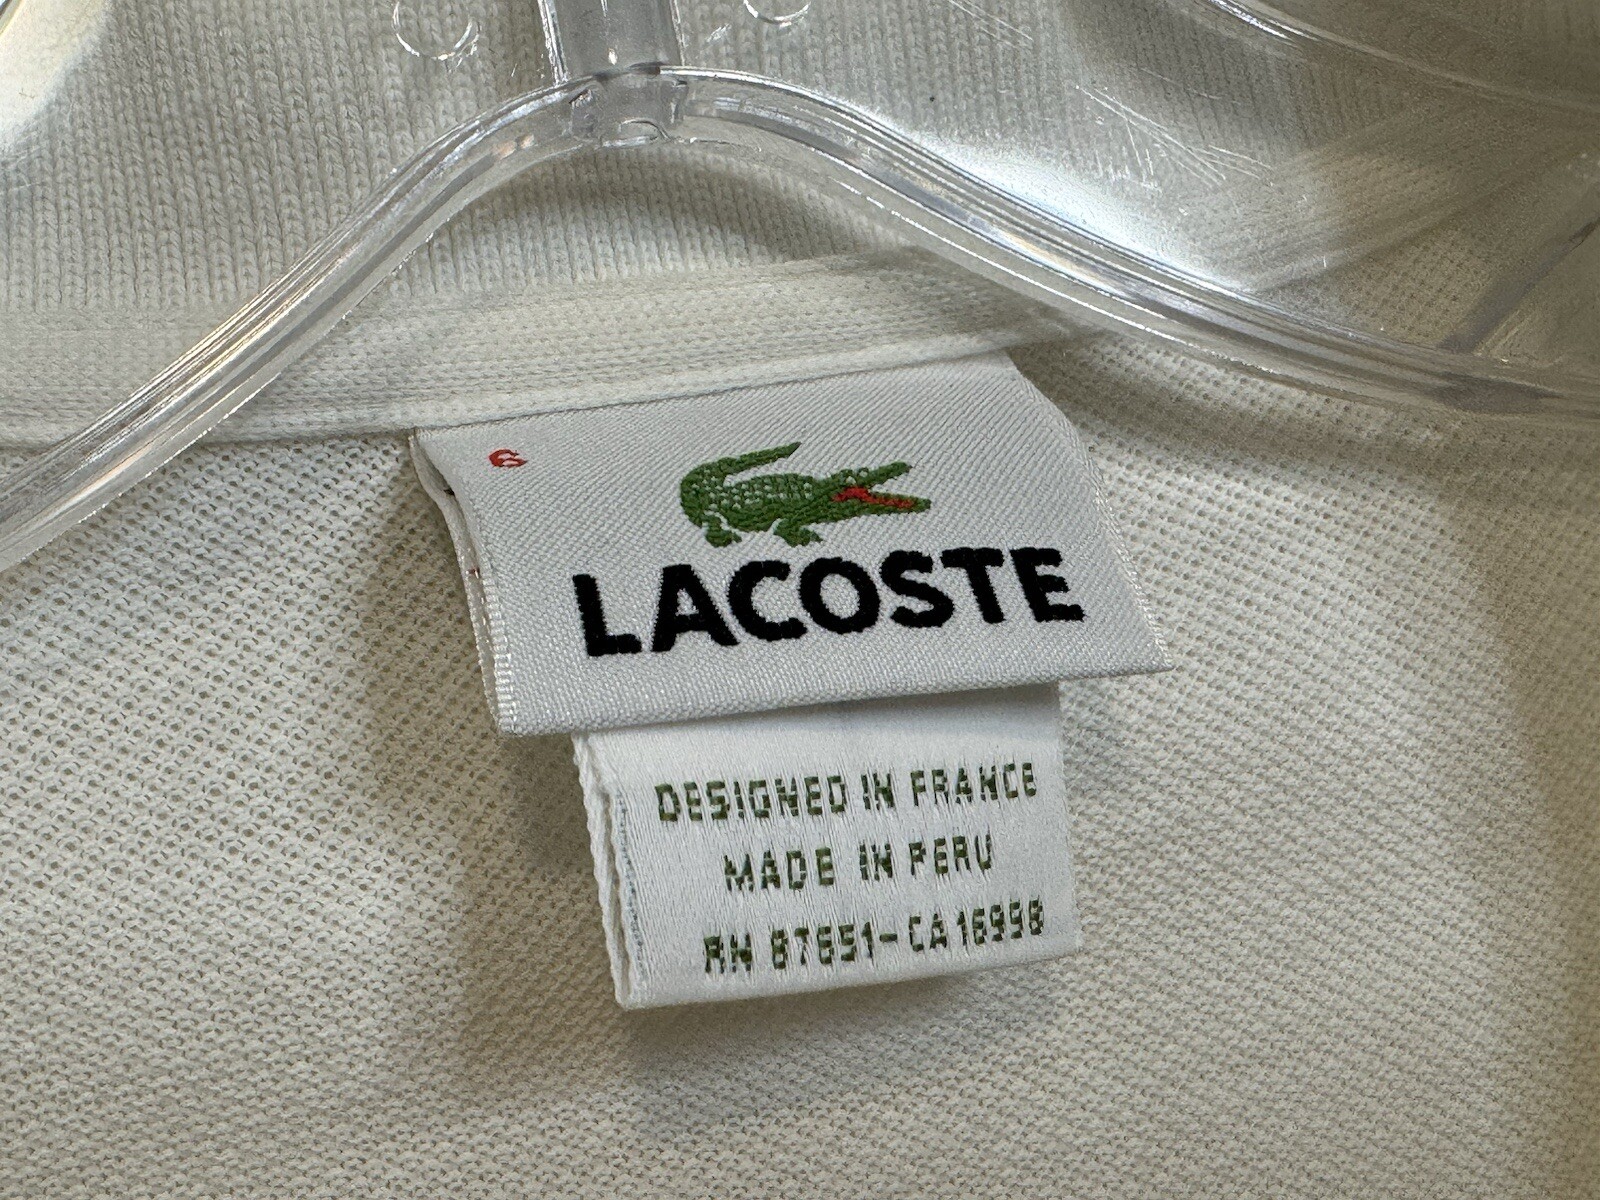 6
LACOSTE
DESIGNED IN FRANCE
MADE IN PERU
RN 87651-CA16998